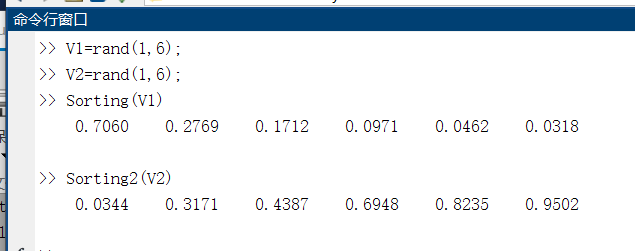 命令行窗口
>> V1=rand(1,6);
>> V2=rand(1,6);
>> Sorting(V1)
0.7060 0.2769 0.1712 0.0971 0.0462 0.0318
>> Sorting2(V2)
0.0344 0.3171 0.4387 0.6948 0.8235 0.9502